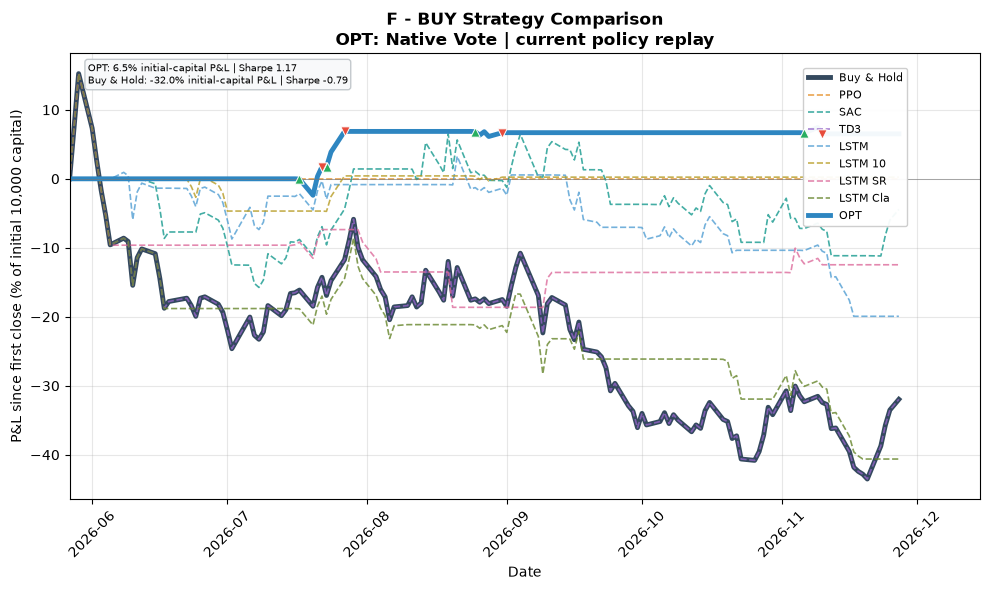 F - BUY Strategy Comparison
OPT: Native Vote | current policy replay
OPT: 6.5% initial-capital P&L | Sharpe 1.17
Buy & Hold: -32.0% initial-capital P&L | Sharpe -0.79
Buy & Hold
PPO
SAC
TD3
LSTM
LSTM 10
LSTM SR
LSTM Cla
OPT
P&L since first close (% of initial 10,000 capital)
10
0
−10
−20
−30
−40
2026-06
2026-07
2026-08
2026-09
2026-10
2026-11
2026-12
Date